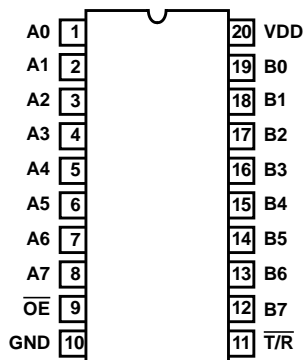 A0 1 20 VDD
A1 2 19 B0
A2 3 18 B1
A3 4 17 B2
A4 5 16 B3
A5 6 15 B4
A6 7 14 B5
A7 8 13 B6
O̅E̅ 9 12 B7
GND 10 11 T̅/̅R̅